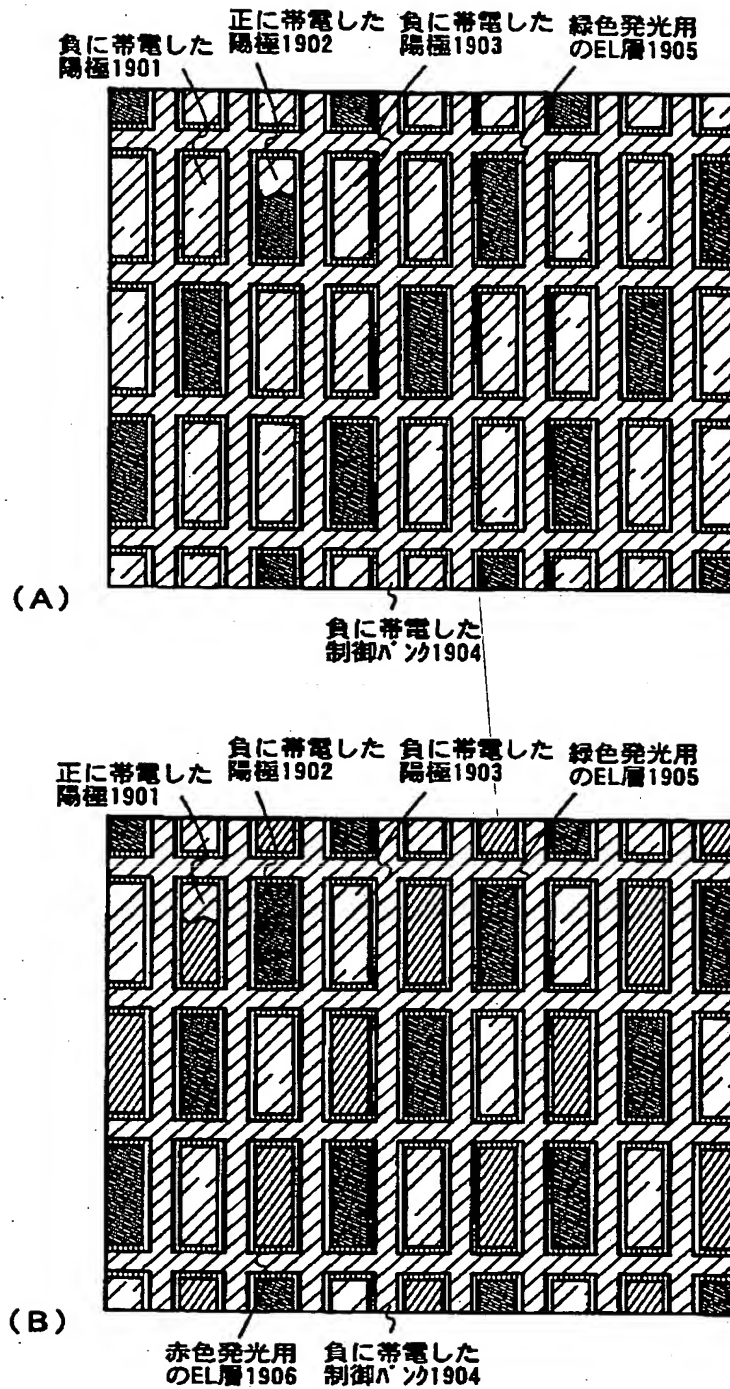 負に帯電した
陽極1901
正に帯電した
陽極1902
負に帯電した
陽極1903
緑色発光用
のEL層1905
(A)
負に帯電した
制御バンク1904
正に帯電した
陽極1901
負に帯電した
陽極1902
負に帯電した
陽極1903
緑色発光用
のEL層1905
(B)
赤色発光用
のEL層1906
負に帯電した
制御バンク1904